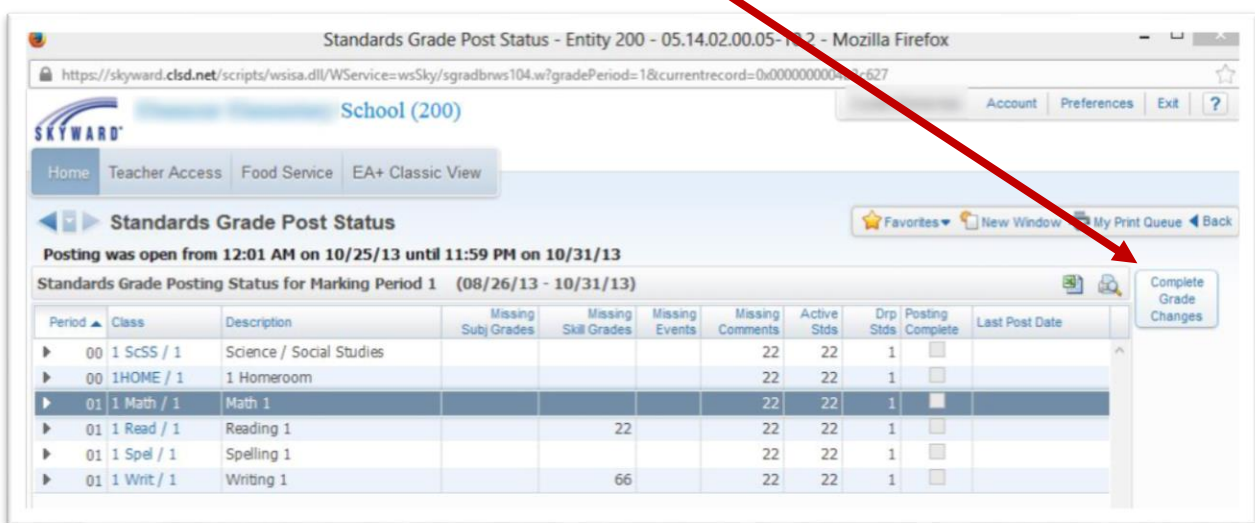 Standards Grade Post Status - Entity 200 - 05.14.02.00.05- - Mozilla Firefox
https://skyward.clsd.net/scripts/wsisa.dll/WService=wsSky/sgradbrws104.w?gradePeriod=1&currentrecord=
SKYWARD
School (200)
Account Preferences Exit ?
Home Teacher Access Food Service EA+ Classic View
Standards Grade Post Status
Favorites New Window My Print Queue Back
Posting was open from 12:01 AM on 10/25/13 until 11:59 PM on 10/31/13
Standards Grade Posting Status for Marking Period 1 (08/26/13 - 10/31/13)
Complete
Grade
Changes
Period Class Description Missing Subj Grades Missing Skill Grades Missing Events Missing Comments Active Stds Drp Stds Posting Complete Last Post Date
00 1 ScSS / 1 Science / Social Studies 22 22 1
00 1HOME / 1 1 Homeroom 22 22 1
01 1 Math / 1 Math 1 22 22 1
01 1 Read / 1 Reading 1 22 22 22 1
01 1 Spel / 1 Spelling 1 22 22 1
01 1 Writ / 1 Writing 1 66 22 22 1